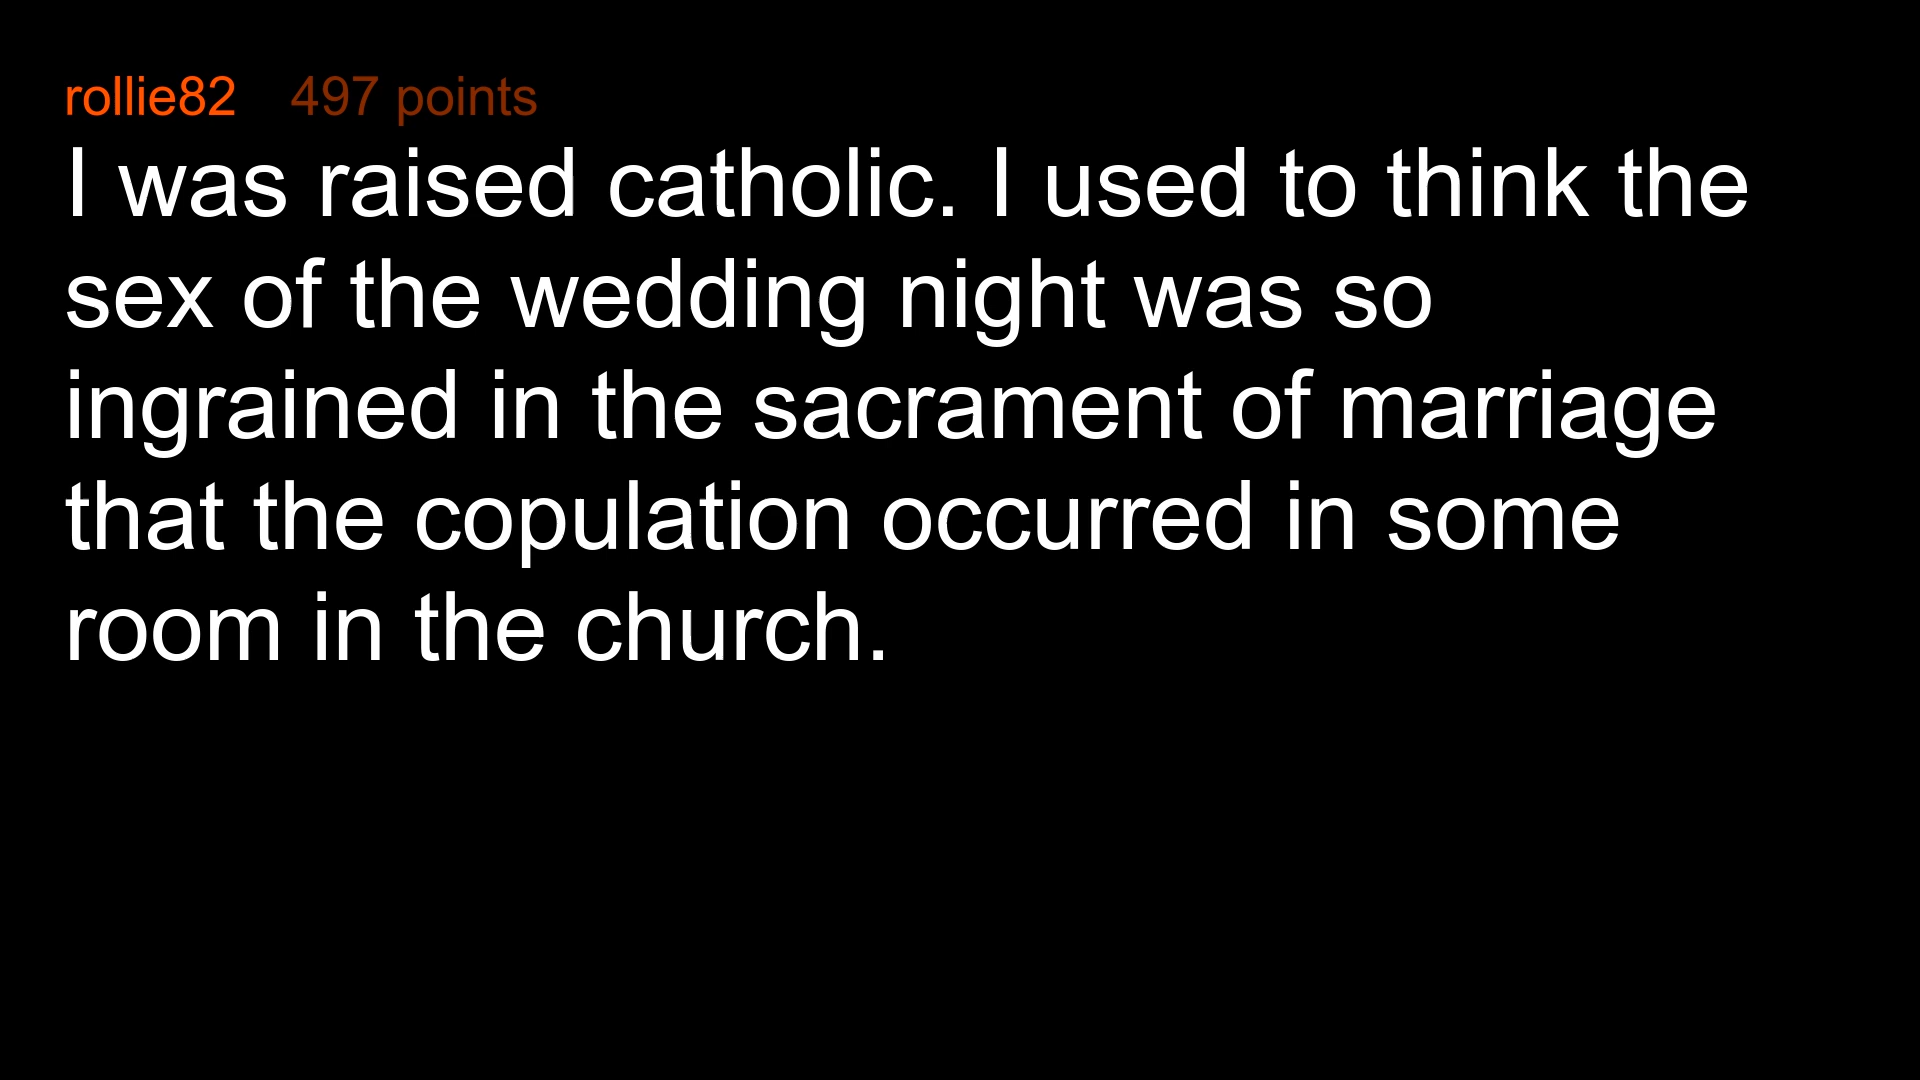 rollie82 497 points
I was raised catholic. I used to think the
sex of the wedding night was so
ingrained in the sacrament of marriage
that the copulation occurred in some
room in the church.